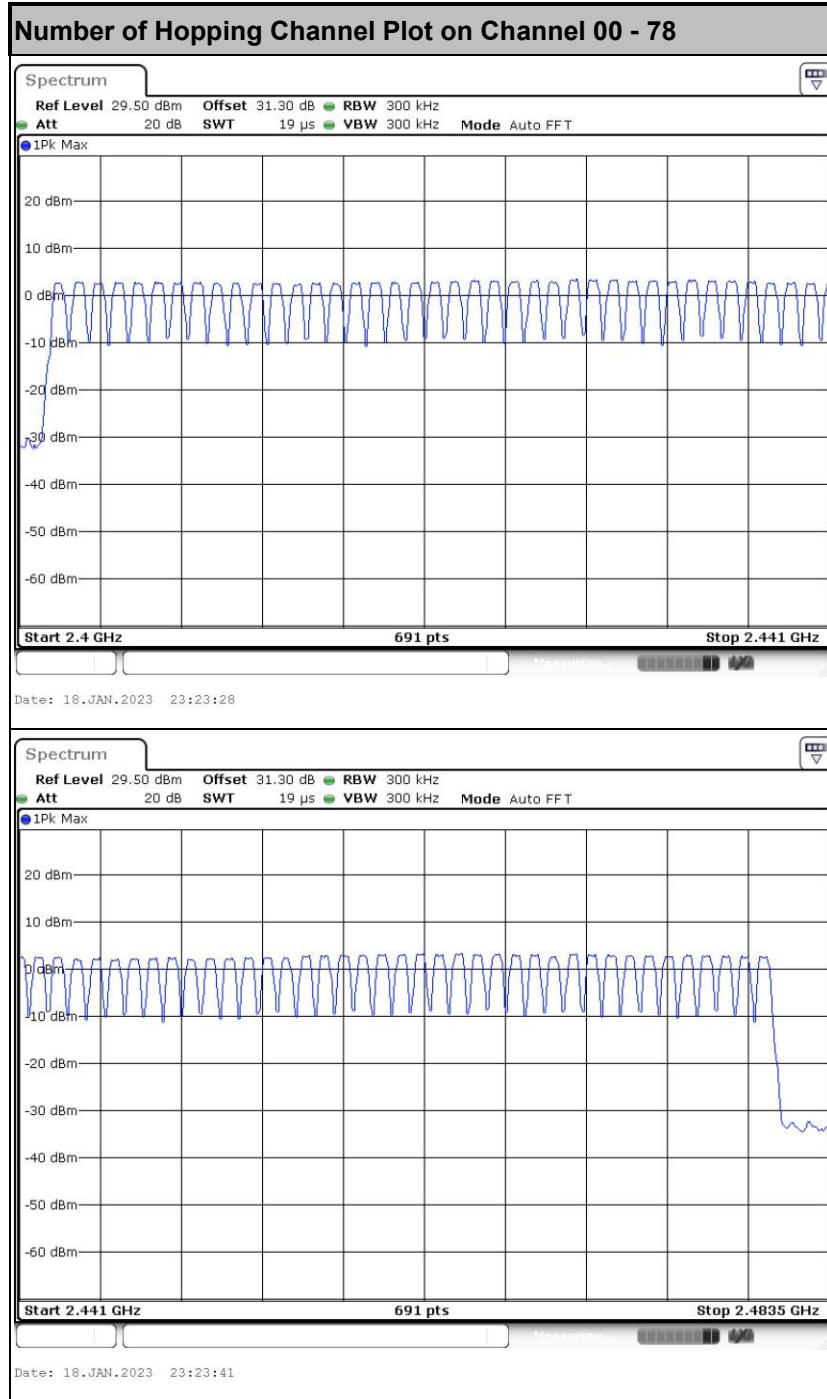 Number of Hopping Channel Plot on Channel 00 - 78
Spectrum
Ref Level 29.50 dBm Offset 31.30 dB RBW 300 kHz
Att 20 dB SWT 19 µs VBW 300 kHz Mode Auto FFT
1Pk Max
20 dBm
10 dBm
0 dBm
-10 dBm
-20 dBm
-30 dBm
-40 dBm
-50 dBm
-60 dBm
Start 2.4 GHz 691 pts Stop 2.441 GHz
Measuring...
Date: 18.JAN.2023 23:23:28
Spectrum
Ref Level 29.50 dBm Offset 31.30 dB RBW 300 kHz
Att 20 dB SWT 19 µs VBW 300 kHz Mode Auto FFT
1Pk Max
20 dBm
10 dBm
0 dBm
-10 dBm
-20 dBm
-30 dBm
-40 dBm
-50 dBm
-60 dBm
Start 2.441 GHz 691 pts Stop 2.4835 GHz
Measuring...
Date: 18.JAN.2023 23:23:41